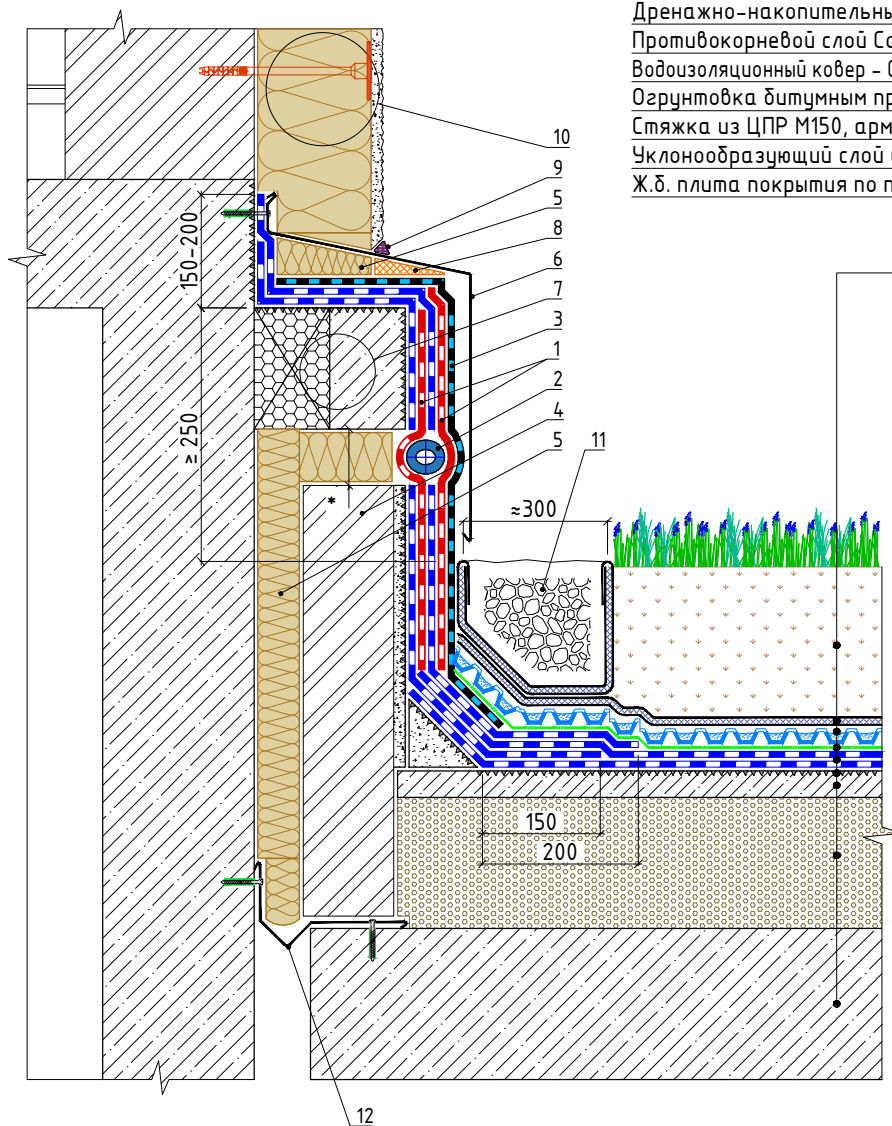 Дренажно-накопительны
Противокорневой слой
Водоизоляционный ковер -
Огрунтовка битумным пр
Стяжка из ЦПР М150, арм
Уклонообразующий слой
Ж.б. плита покрытия по п
10
9
5
8
6
7
3
1
2
4
5
11
12
150-200
≥250
*
≈300
150
200